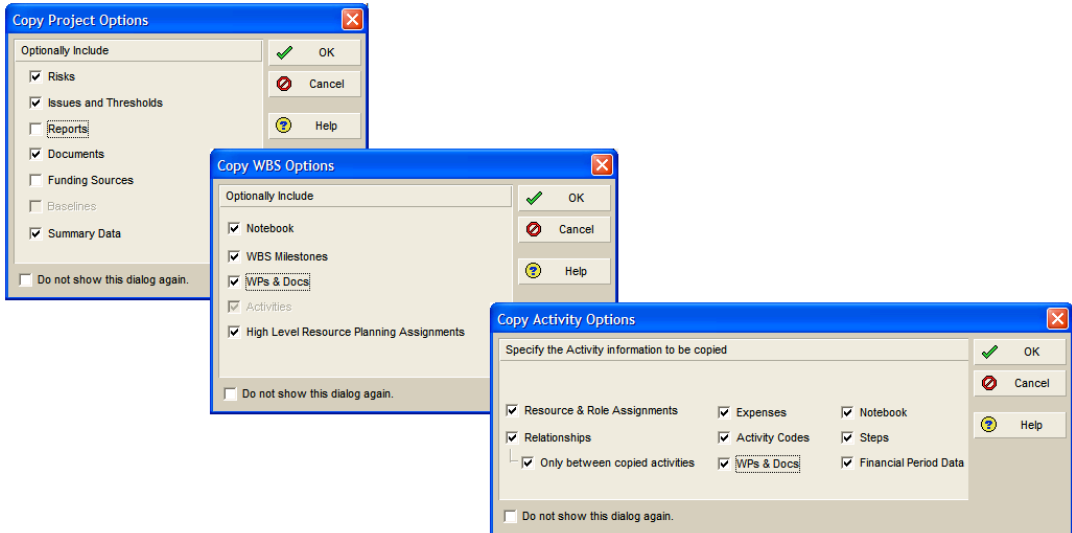 Copy Project Options
Optionally Include
OK
Risks
Cancel
Issues and Thresholds
Reports
Help
Documents
Funding Sources
Baselines
Summary Data
Do not show this dialog again.
Copy WBS Options
Optionally Include
OK
Notebook
Cancel
WBS Milestones
WPs & Docs
Help
Activities
High Level Resource Planning Assignments
Do not show this dialog again.
Copy Activity Options
Specify the Activity information to be copied
OK
Cancel
Resource & Role Assignments Expenses Notebook
Help
Relationships Activity Codes Steps
Only between copied activities WPs & Docs Financial Period Data
Do not show this dialog again.